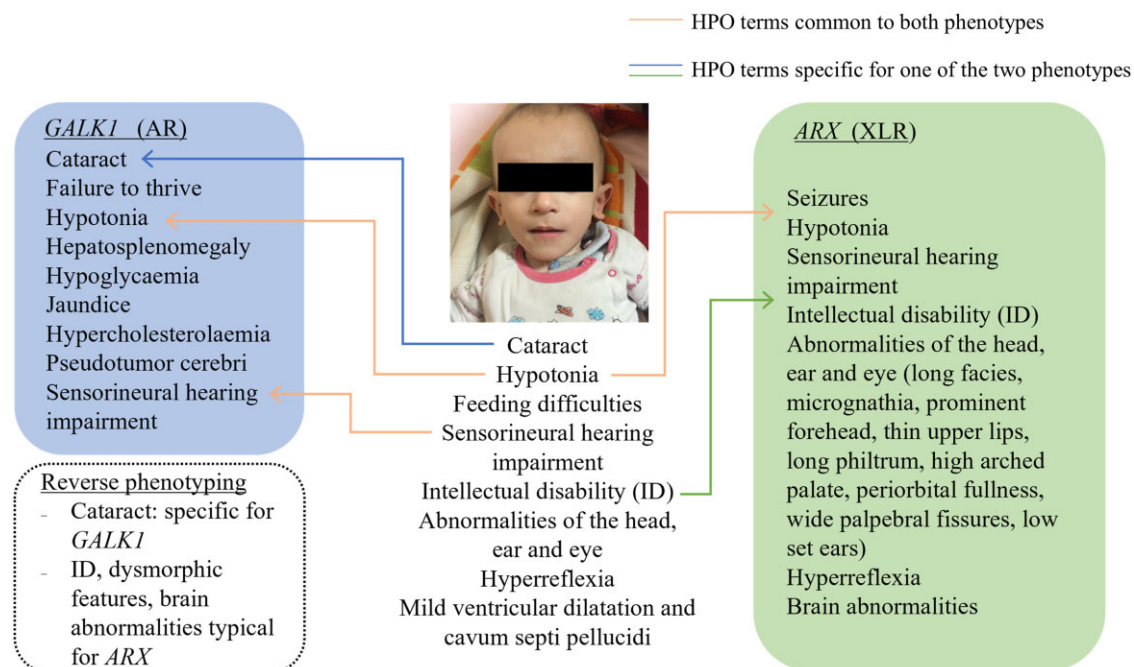 HPO terms common to both phenotypes
HPO terms specific for one of the two phenotypes
GALK1 (AR)
Cataract
Failure to thrive
Hypotonia
Hepatosplenomegaly
Hypoglycaemia
Jaundice
Hypercholesterolaemia
Pseudotumor cerebri
Sensorineural hearing
impairment
Reverse phenotyping
- Cataract: specific for
GALK1
- ID, dysmorphic
features, brain
abnormalities typical
for ARX
Cataract
Hypotonia
Feeding difficulties
Sensorineural hearing
impairment
Intellectual disability (ID)
Abnormalities of the head,
ear and eye
Hyperreflexia
Mild ventricular dilatation and
cavum septi pellucidi
ARX (XLR)
Seizures
Hypotonia
Sensorineural hearing
impairment
Intellectual disability (ID)
Abnormalities of the head,
ear and eye (long facies,
micrognathia, prominent
forehead, thin upper lips,
long philtrum, high arched
palate, periorbital fullness,
wide palpebral fissures, low
set ears)
Hyperreflexia
Brain abnormalities